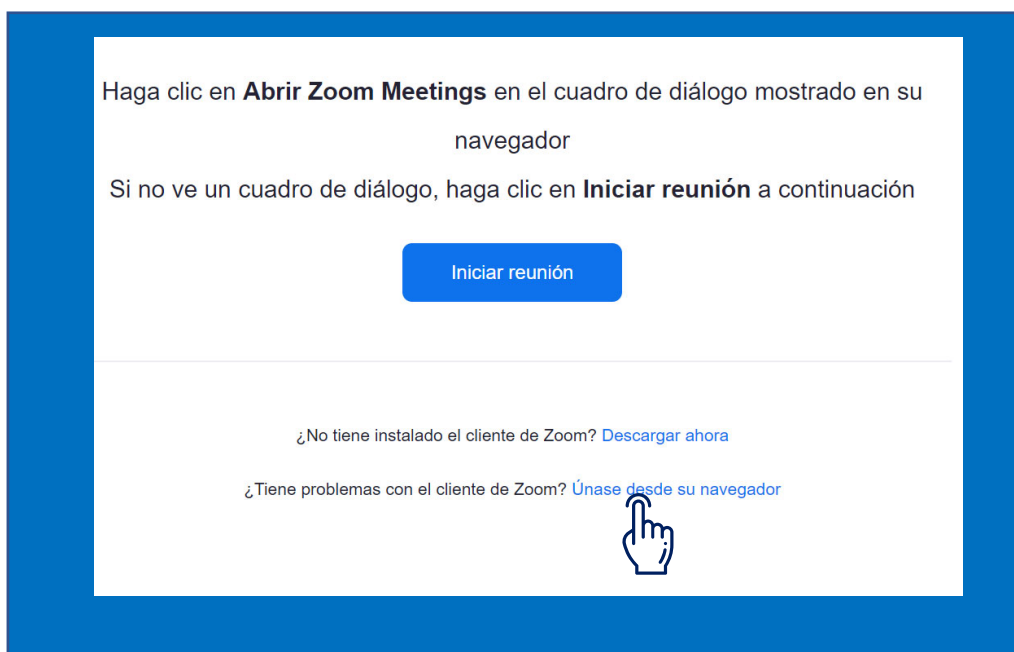 Haga clic en Abrir Zoom Meetings en el cuadro de diálogo mostrado en su
navegador
Si no ve un cuadro de diálogo, haga clic en Iniciar reunión a continuación
Iniciar reunión
¿No tiene instalado el cliente de Zoom? Descargar ahora
¿Tiene problemas con el cliente de Zoom? Únase desde su navegador